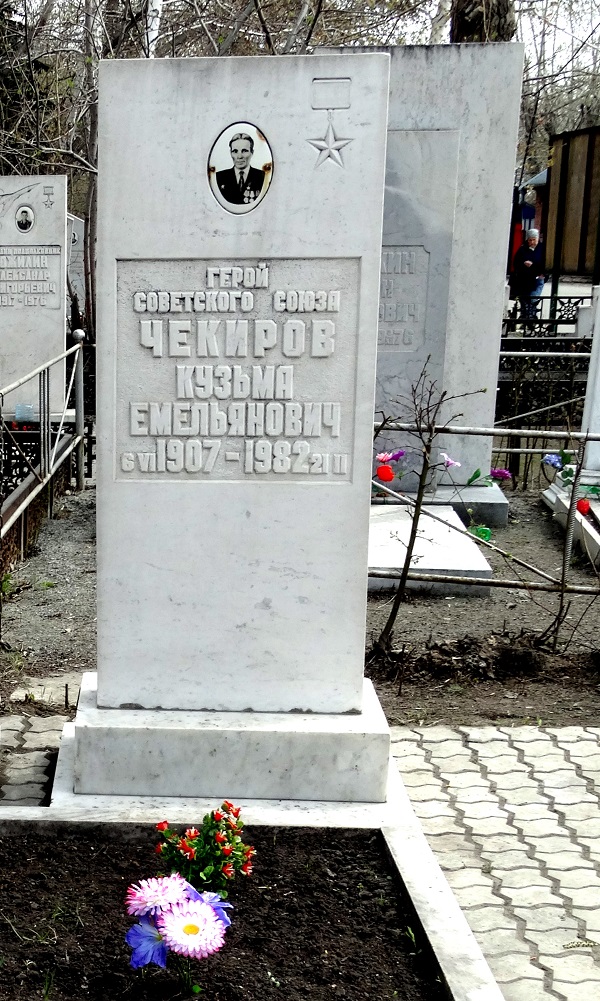 ГЕРОЙ
СОВЕТСКОГО СОЮЗА
ЧЕКИРОВ
КУЗЬМА
ЕМЕЛЬЯНОВИЧ
6 VI 1907 - 1982 21 II